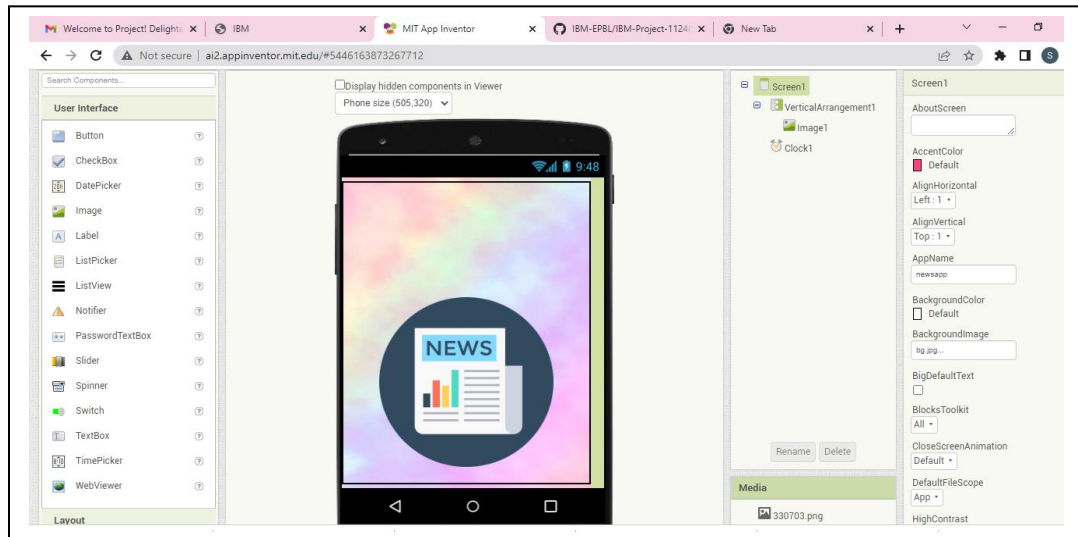 Welcome to Project! Delight
IBM
MIT App Inventor
IBM-EPBL/IBM-Project-1124
New Tab
Not secure | ai2.appinventor.mit.edu/#5446163873267712
S
Search Components...
User Interface
Button
CheckBox
DatePicker
Image
Label
ListPicker
ListView
Notifier
PasswordTextBox
Slider
Spinner
Switch
TextBox
TimePicker
WebViewer
Layout
Display hidden components in Viewer
Phone size (505,320)
9:48
NEWS
Screen1
VerticalArrangement1
Image1
Clock1
Rename Delete
Media
330703.png
Screen1
AboutScreen
AccentColor
Default
AlignHorizontal
Left : 1
AlignVertical
Top : 1
AppName
newsapp
BackgroundColor
Default
BackgroundImage
bg.jpg...
BigDefaultText
BlocksToolkit
All
CloseScreenAnimation
Default
DefaultFileScope
App
HighContrast